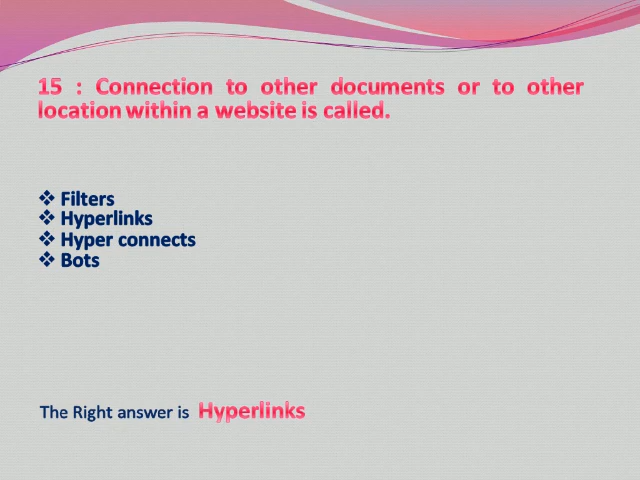 15 : Connection to other documents or to other
location within a website is called.
❖ Filters
❖ Hyperlinks
❖ Hyper connects
❖ Bots
The Right answer is Hyperlinks